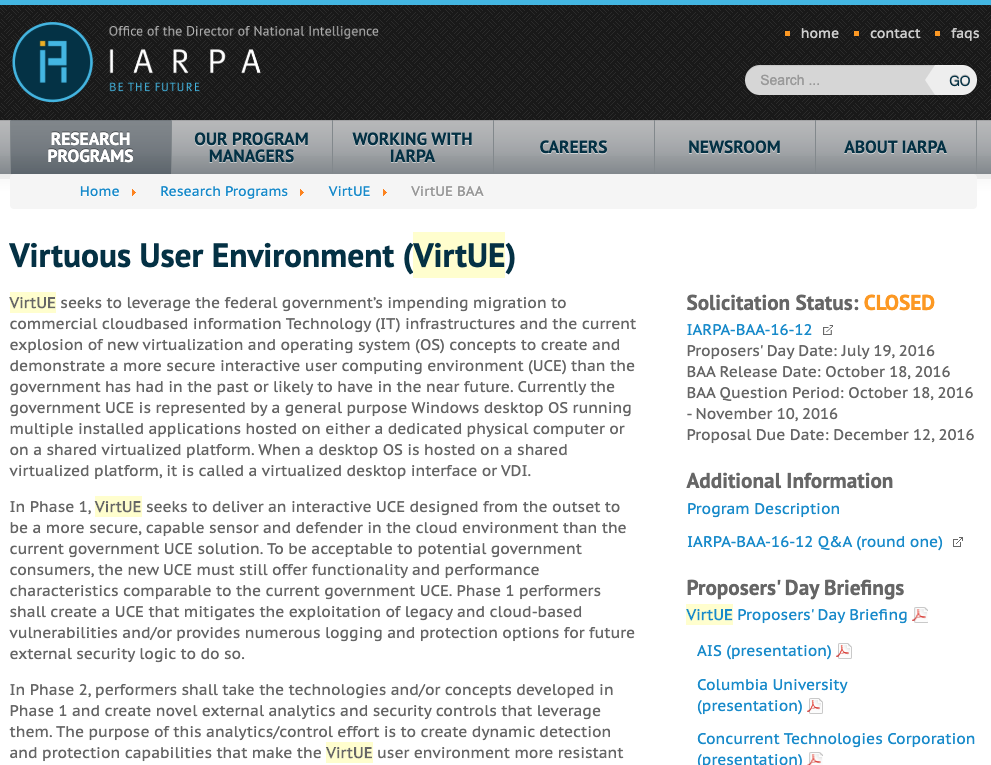 Office of the Director of National Intelligence
IARPA
BE THE FUTURE
home contact faqs
Search ... GO
RESEARCH PROGRAMS
OUR PROGRAM MANAGERS
WORKING WITH IARPA
CAREERS
NEWSROOM
ABOUT IARPA
Home Research Programs VirtUE VirtUE BAA
Virtuous User Environment (VirtUE)
VirtUE seeks to leverage the federal government's impending migration to
commercial cloudbased information Technology (IT) infrastructures and the current
explosion of new virtualization and operating system (OS) concepts to create and
demonstrate a more secure interactive user computing environment (UCE) than the
government has had in the past or likely to have in the near future. Currently the
government UCE is represented by a general purpose Windows desktop OS running
multiple installed applications hosted on either a dedicated physical computer or
on a shared virtualized platform. When a desktop OS is hosted on a shared
virtualized platform, it is called a virtualized desktop interface or VDI.
In Phase 1, VirtUE seeks to deliver an interactive UCE designed from the outset to
be a more secure, capable sensor and defender in the cloud environment than the
current government UCE solution. To be acceptable to potential government
consumers, the new UCE must still offer functionality and performance
characteristics comparable to the current government UCE. Phase 1 performers
shall create a UCE that mitigates the exploitation of legacy and cloud-based
vulnerabilities and/or provides numerous logging and protection options for future
external security logic to do so.
In Phase 2, performers shall take the technologies and/or concepts developed in
Phase 1 and create novel external analytics and security controls that leverage
them. The purpose of this analytics/control effort is to create dynamic detection
and protection capabilities that make the VirtUE user environment more resistant
Solicitation Status: CLOSED
IARPA-BAA-16-12
Proposers' Day Date: July 19, 2016
BAA Release Date: October 18, 2016
BAA Question Period: October 18, 2016
- November 10, 2016
Proposal Due Date: December 12, 2016
Additional Information
Program Description
IARPA-BAA-16-12 Q&A (round one)
Proposers' Day Briefings
VirtUE Proposers' Day Briefing
AIS (presentation)
Columbia University
(presentation)
Concurrent Technologies Corporation
(presentation)